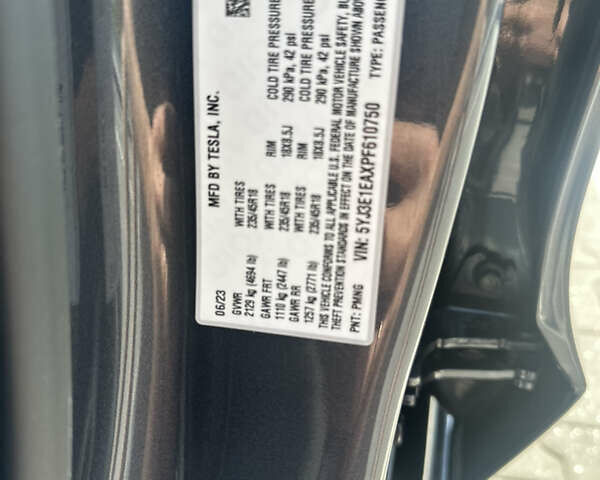 MFD BY TESLA, INC.
06/23
GVWR
2129 kg (4694 lb)
GAWR FRT WITH TIRES RIM COLD TIRE PRESSURE
1110 kg (2447 lb) 235/45R18 18X8.5J 290 kPa, 42 psi
GAWR RR WITH TIRES RIM COLD TIRE PRESSURE
1257 kg (2771 lb) 235/45R18 18X8.5J 290 kPa, 42 psi
THIS VEHICLE CONFORMS TO ALL APPLICABLE U.S. FEDERAL MOTOR VEHICLE SAFETY, BU
THEFT PREVENTION STANDARDS IN EFFECT ON THE DATE OF MANUFACTURE SHOWN ABO
VIN: 5YJ3E1EAXPF610750
PNT: PMNG TYPE: PASSEN